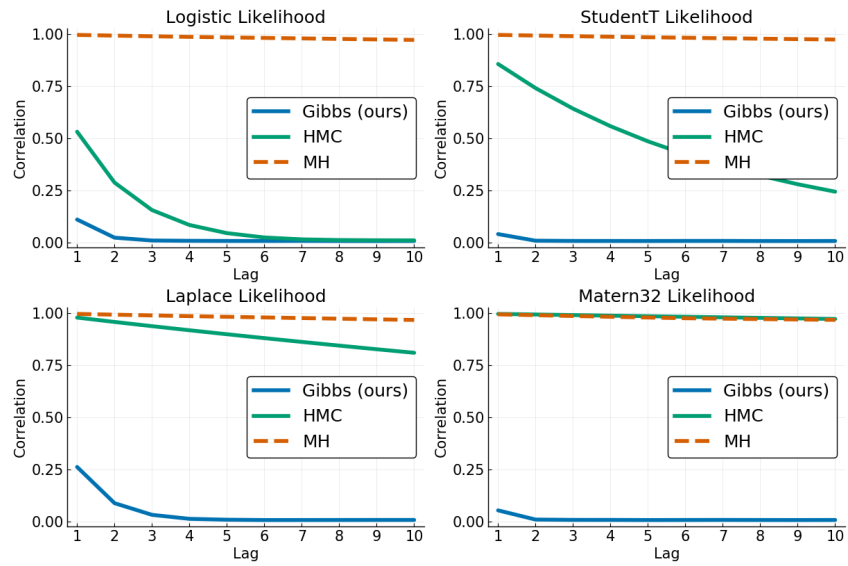 Logistic Likelihood
1.00
0.75
0.50
0.25
0.00
Correlation
Gibbs (ours)
HMC
MH
1 2 3 4 5 6 7 8 9 10
Lag
StudentT Likelihood
1.00
0.75
0.50
0.25
0.00
Correlation
Gibbs (ours)
HMC
MH
1 2 3 4 5 6 7 8 9 10
Lag
Laplace Likelihood
1.00
0.75
0.50
0.25
0.00
Correlation
Gibbs (ours)
HMC
MH
1 2 3 4 5 6 7 8 9 10
Lag
Matern32 Likelihood
1.00
0.75
0.50
0.25
0.00
Correlation
Gibbs (ours)
HMC
MH
1 2 3 4 5 6 7 8 9 10
Lag